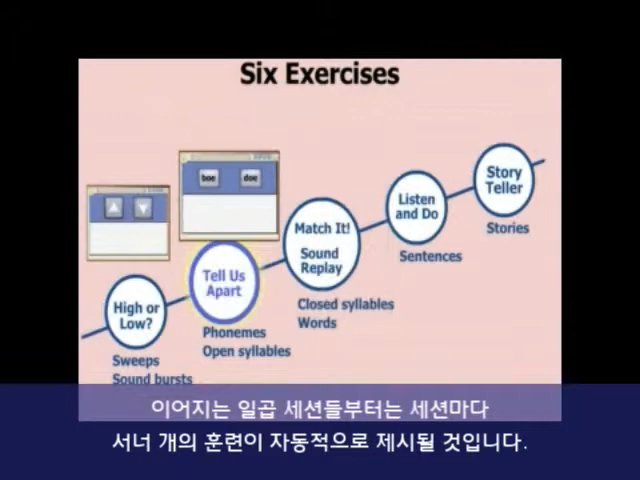 Six Exercises
boe
doe
Story
Teller
Stories
Listen
and Do
Sentences
Match It!
Sound
Replay
Closed syllables
Words
Tell Us
Apart
Phonemes
Open syllables
High or
Low?
Sweeps
Sound bursts
이어지는 일곱 세션들부터는 세션마다
서너 개의 훈련이 자동적으로 제시될 것입니다.